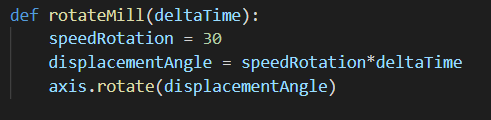 def rotateMill(deltaTime):
    speedRotation = 30
    displacementAngle = speedRotation*deltaTime
    axis.rotate(displacementAngle)